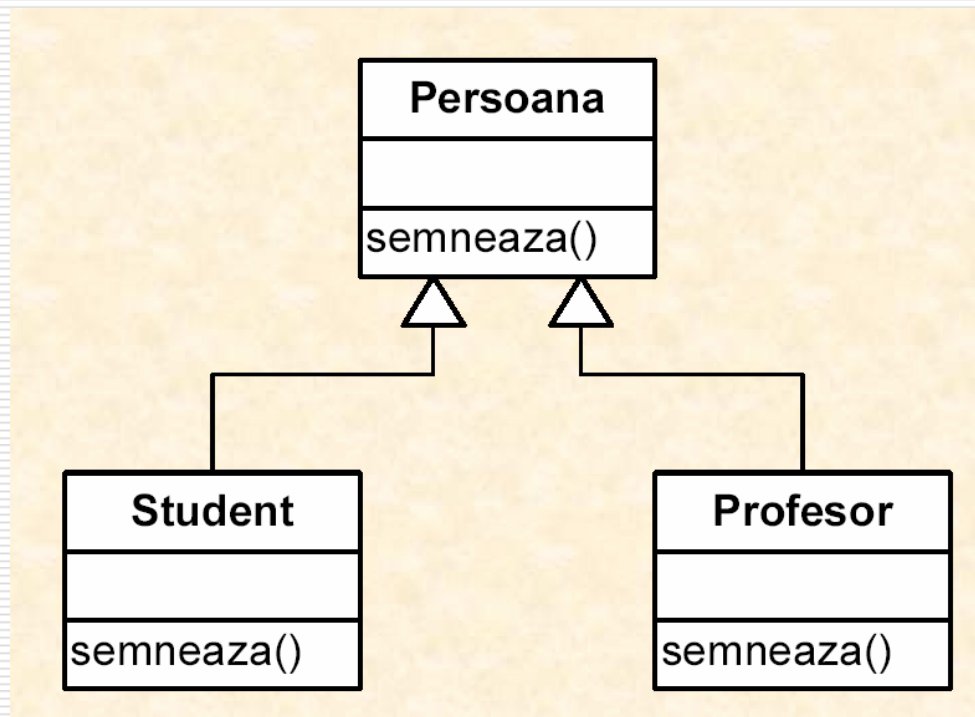 Persoana
semneaza()
Student
semneaza()
Profesor
semneaza()